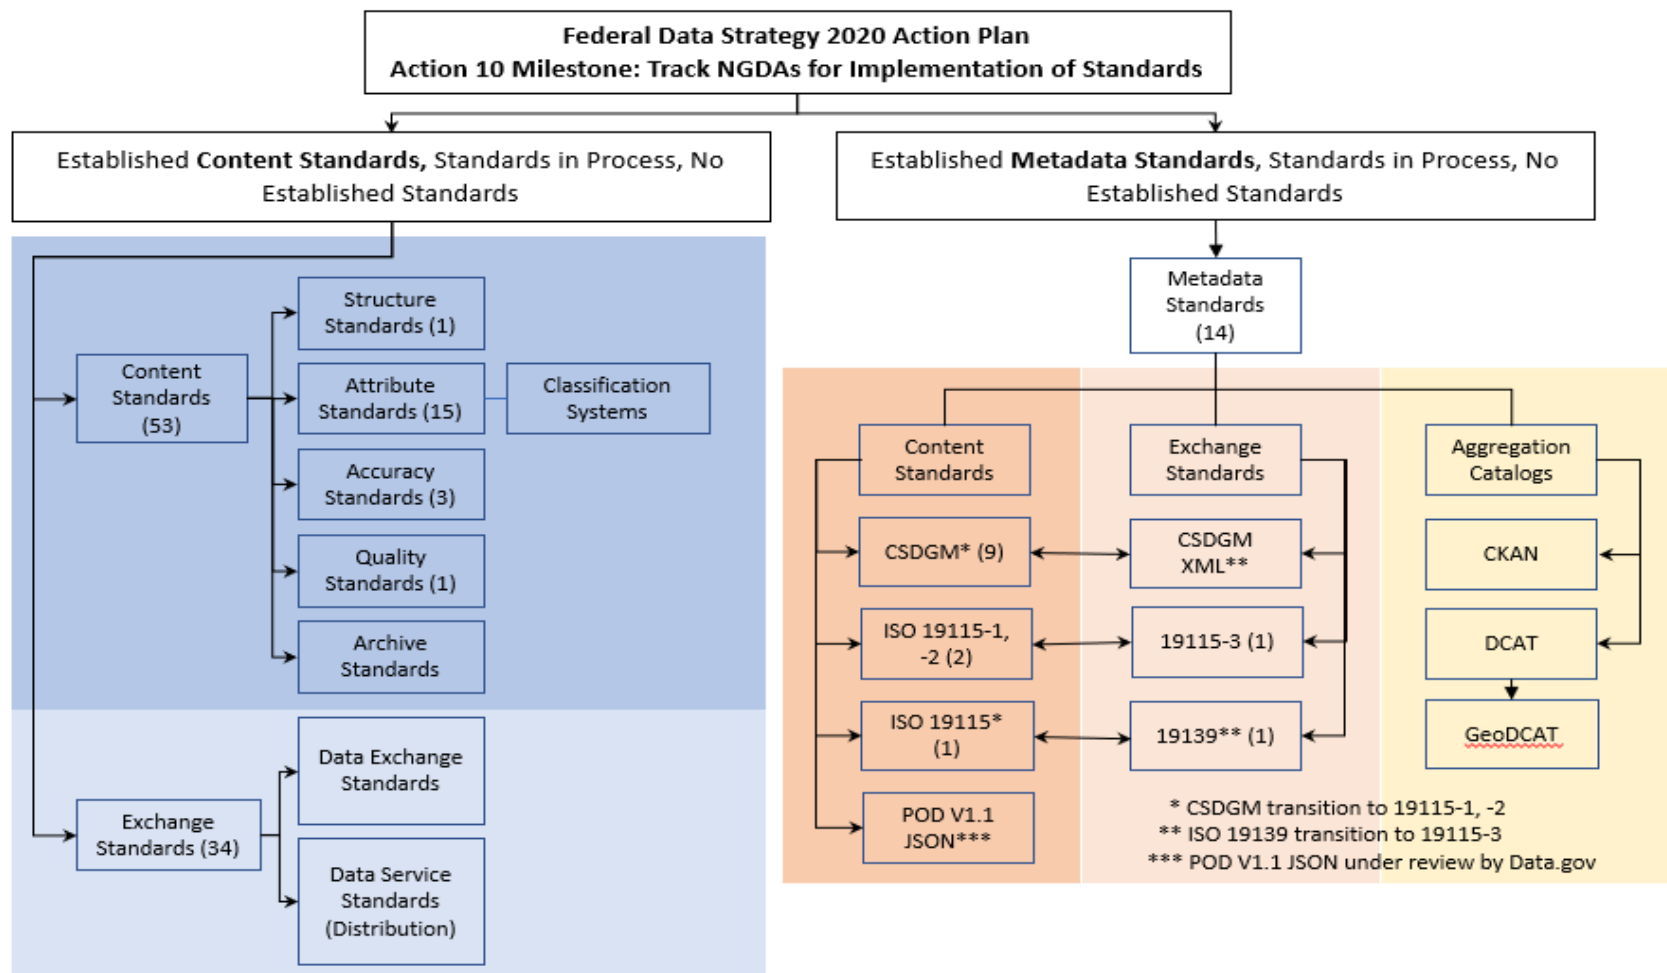 Federal Data Strategy 2020 Action Plan
Action 10 Milestone: Track NGDAs for Implementation of Standards
Established Content Standards, Standards in Process, No
Established Standards
Structure
Standards (1)
Content
Standards
(53)
Attribute
Standards (15)
Classification
Systems
Accuracy
Standards (3)
Quality
Standards (1)
Archive
Standards
Exchange
Standards (34)
Data Exchange
Standards
Data Service
Standards
(Distribution)
Established Metadata Standards, Standards in Process, No
Established Standards
Metadata
Standards
(14)
Content
Standards
Exchange
Standards
Aggregation
Catalogs
CSDGM* (9)
CSDGM
XML**
CKAN
ISO 19115-1,
-2 (2)
19115-3 (1)
DCAT
ISO 19115*
(1)
19139** (1)
GeoDCAT
POD V1.1
JSON***
* CSDGM transition to 19115-1, -2
** ISO 19139 transition to 19115-3
*** POD V1.1 JSON under review by Data.gov